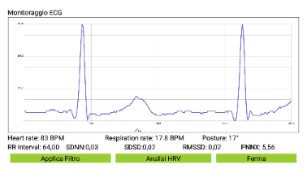 Monitoraggio ECG
Heart rate: 83 BPM Respiration rate: 17.8 BPM Posture: 17°
RR Interval: 64,00 SDNN:0,03 SDSD:0,02 RMSSD: 0,02 PNNX: 5,56
Applica Filtro Analisi HRV Ferma